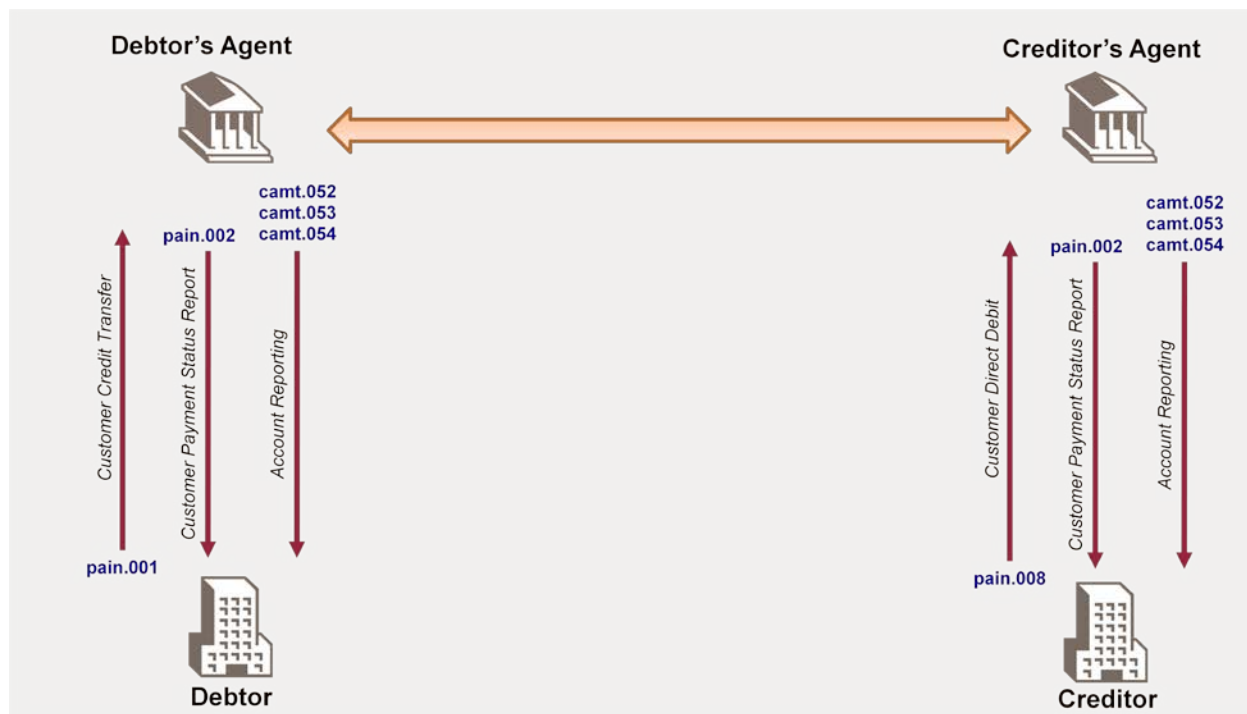 Debtor's Agent
Creditor's Agent
camt.052
camt.053
camt.054
pain.002
Customer Credit Transfer
Customer Payment Status Report
Account Reporting
pain.001
Debtor
camt.052
camt.053
camt.054
pain.002
Customer Direct Debit
Customer Payment Status Report
Account Reporting
pain.008
Creditor